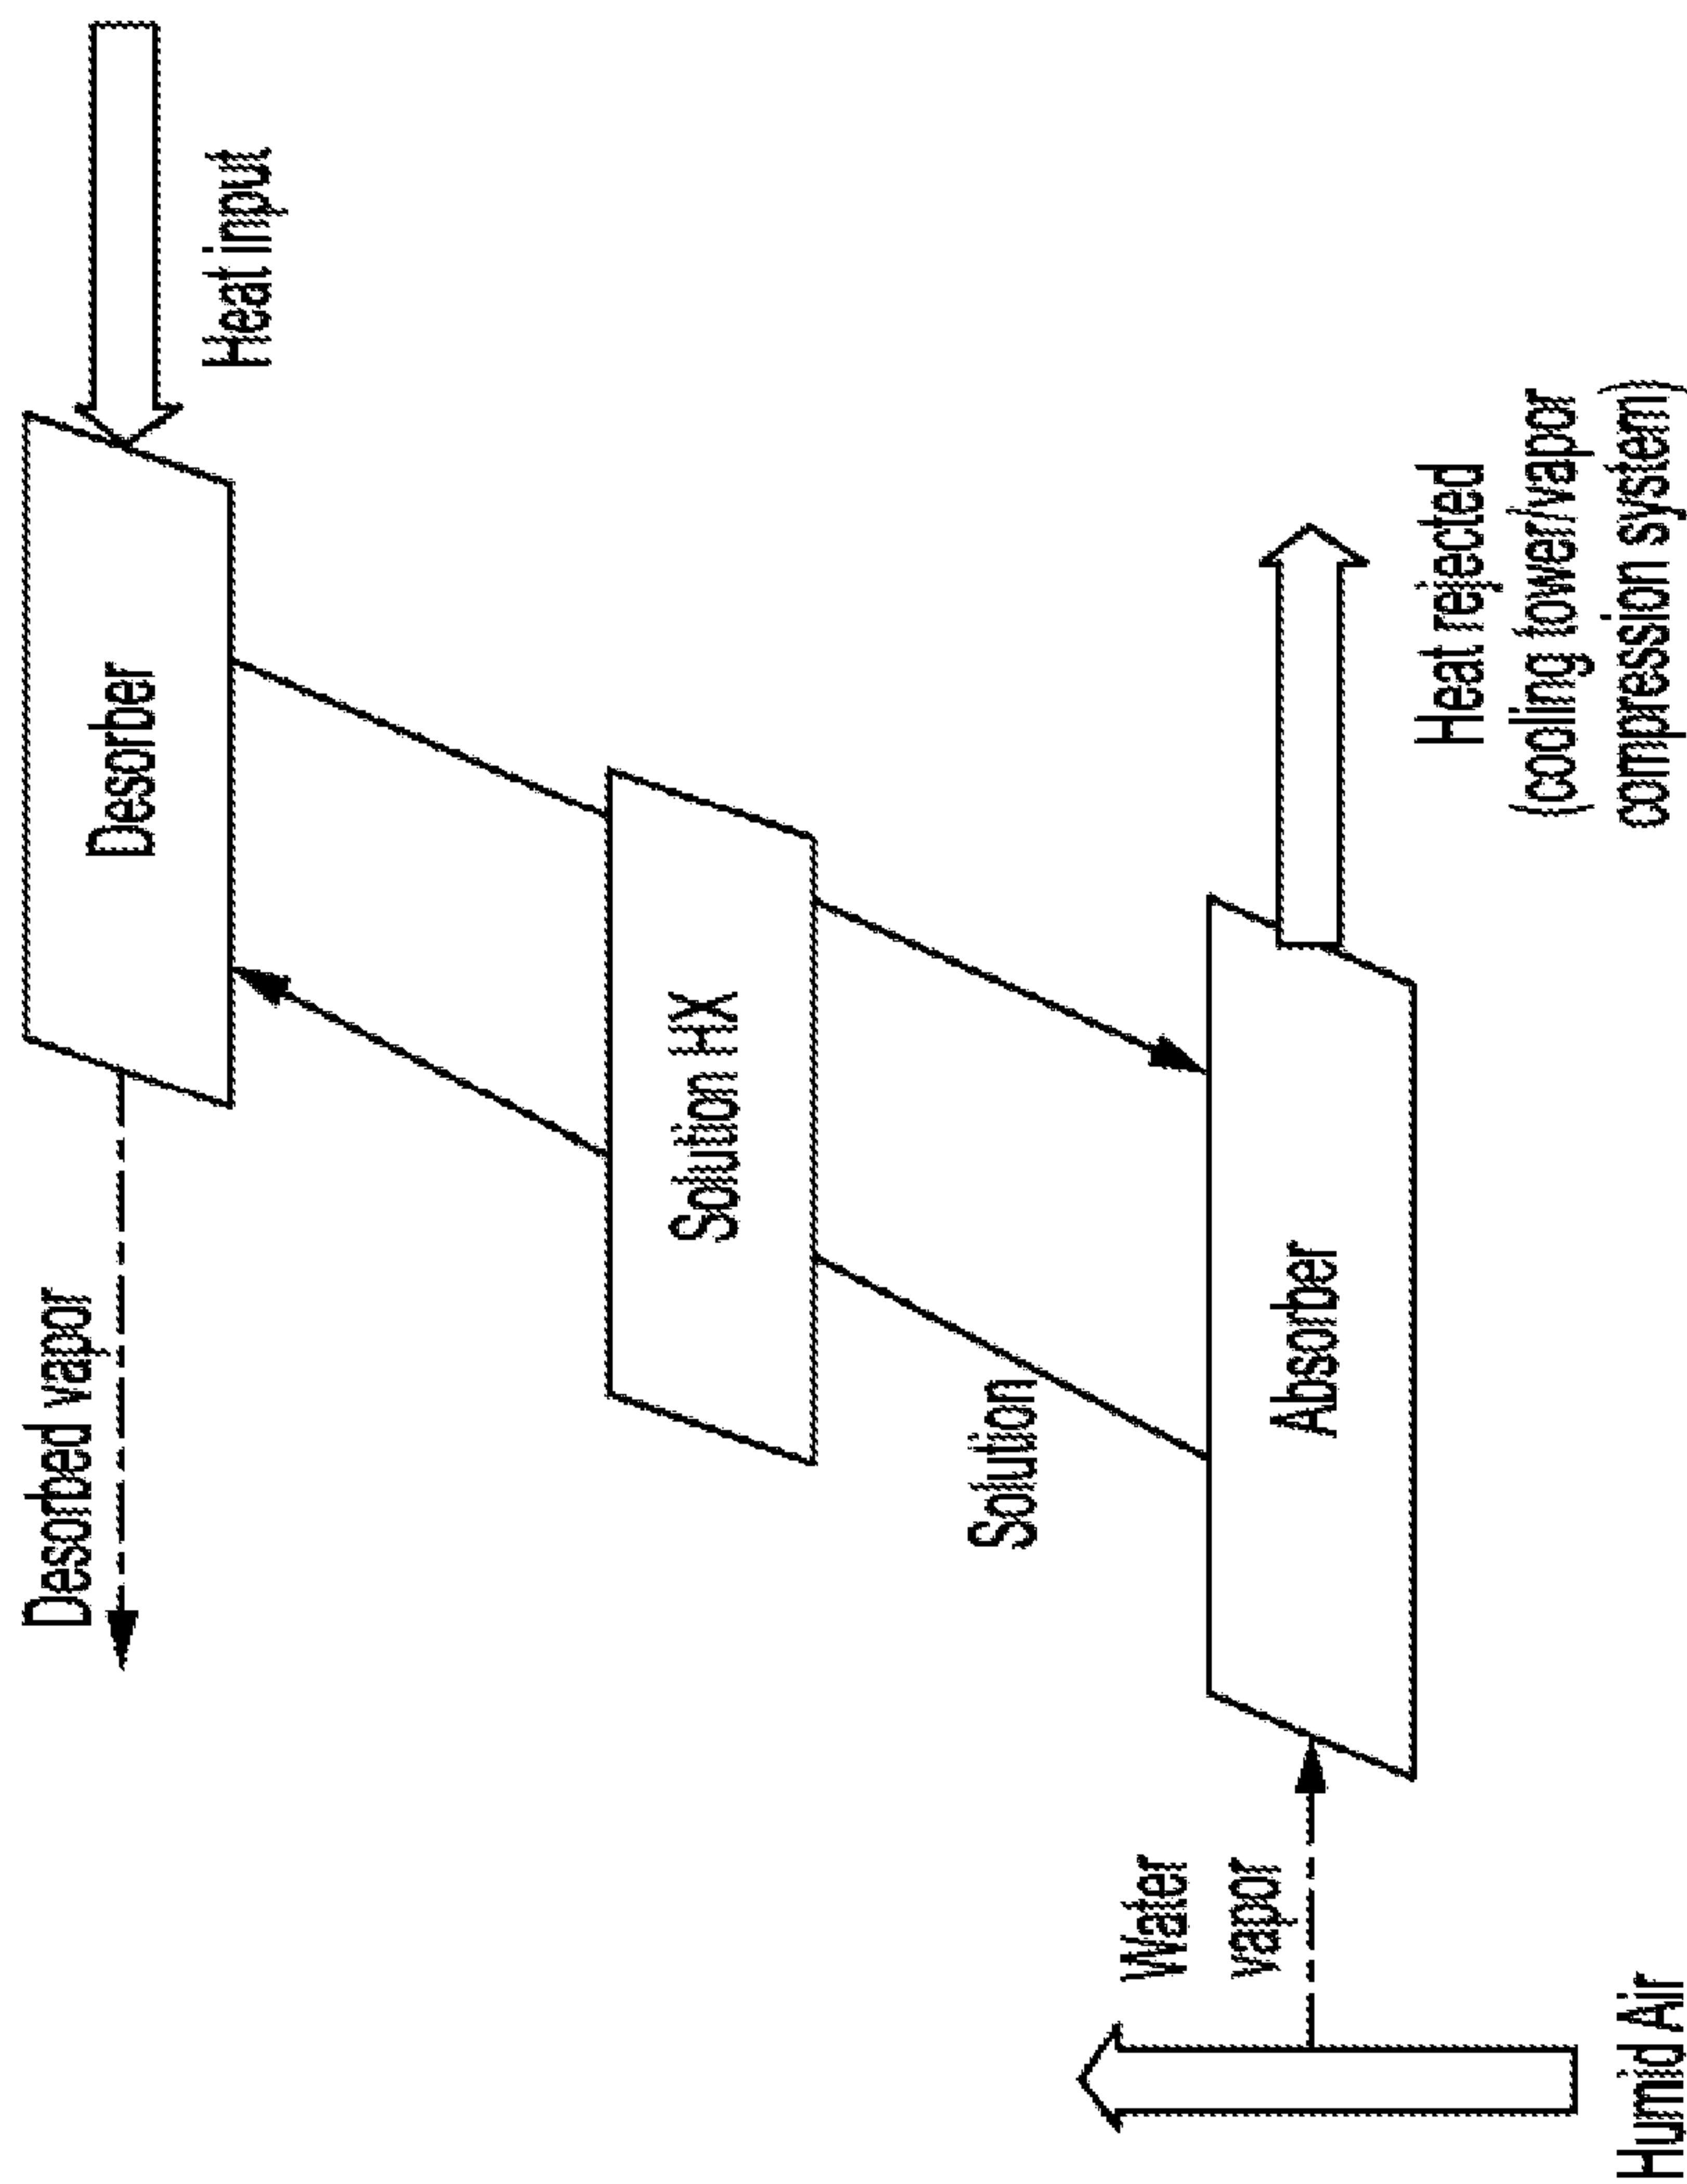 Desorbed vapor
Desorber
Heat input
Solution HX
Solution
Water
vapor
Absorber
Heat rejected
(cooling tower/vapor
compression system)
Humid Air